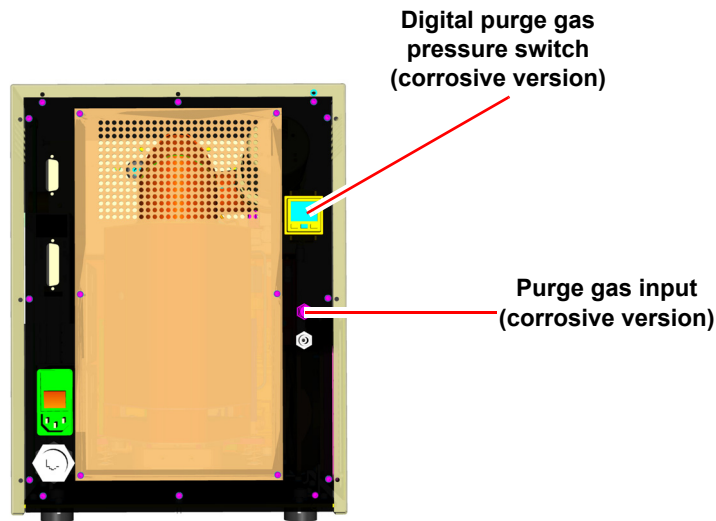 Digital purge gas
pressure switch
(corrosive version)
Purge gas input
(corrosive version)